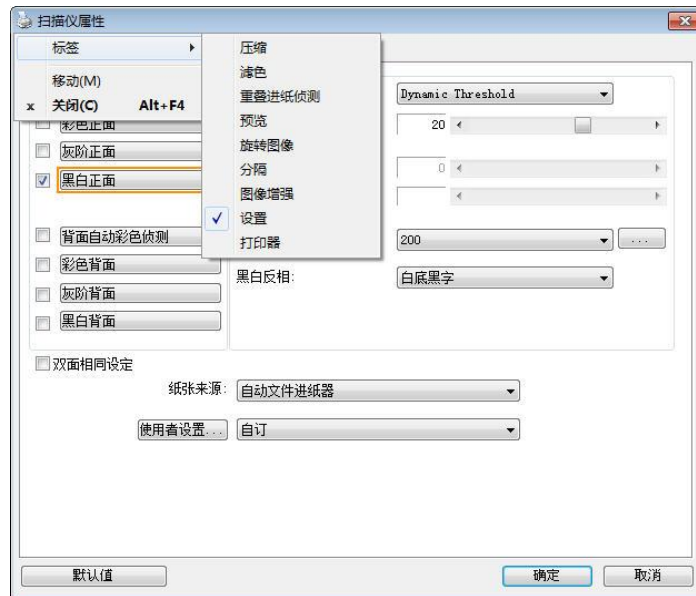 扫描仪属性
标签
移动(M)
x 关闭(C) Alt+F4
压缩
滤色
重叠进纸侦测
预览
旋转图像
分隔
图像增强
设置
打印器
彩色正面
灰阶正面
黑白正面
背面自动彩色侦测
彩色背面
灰阶背面
黑白背面
Dynamic Threshold
20
0
200
...
黑白反相:
白底黑字
双面相同设定
纸张来源:
自动文件进纸器
使用者设置...
自订
默认值
确定
取消